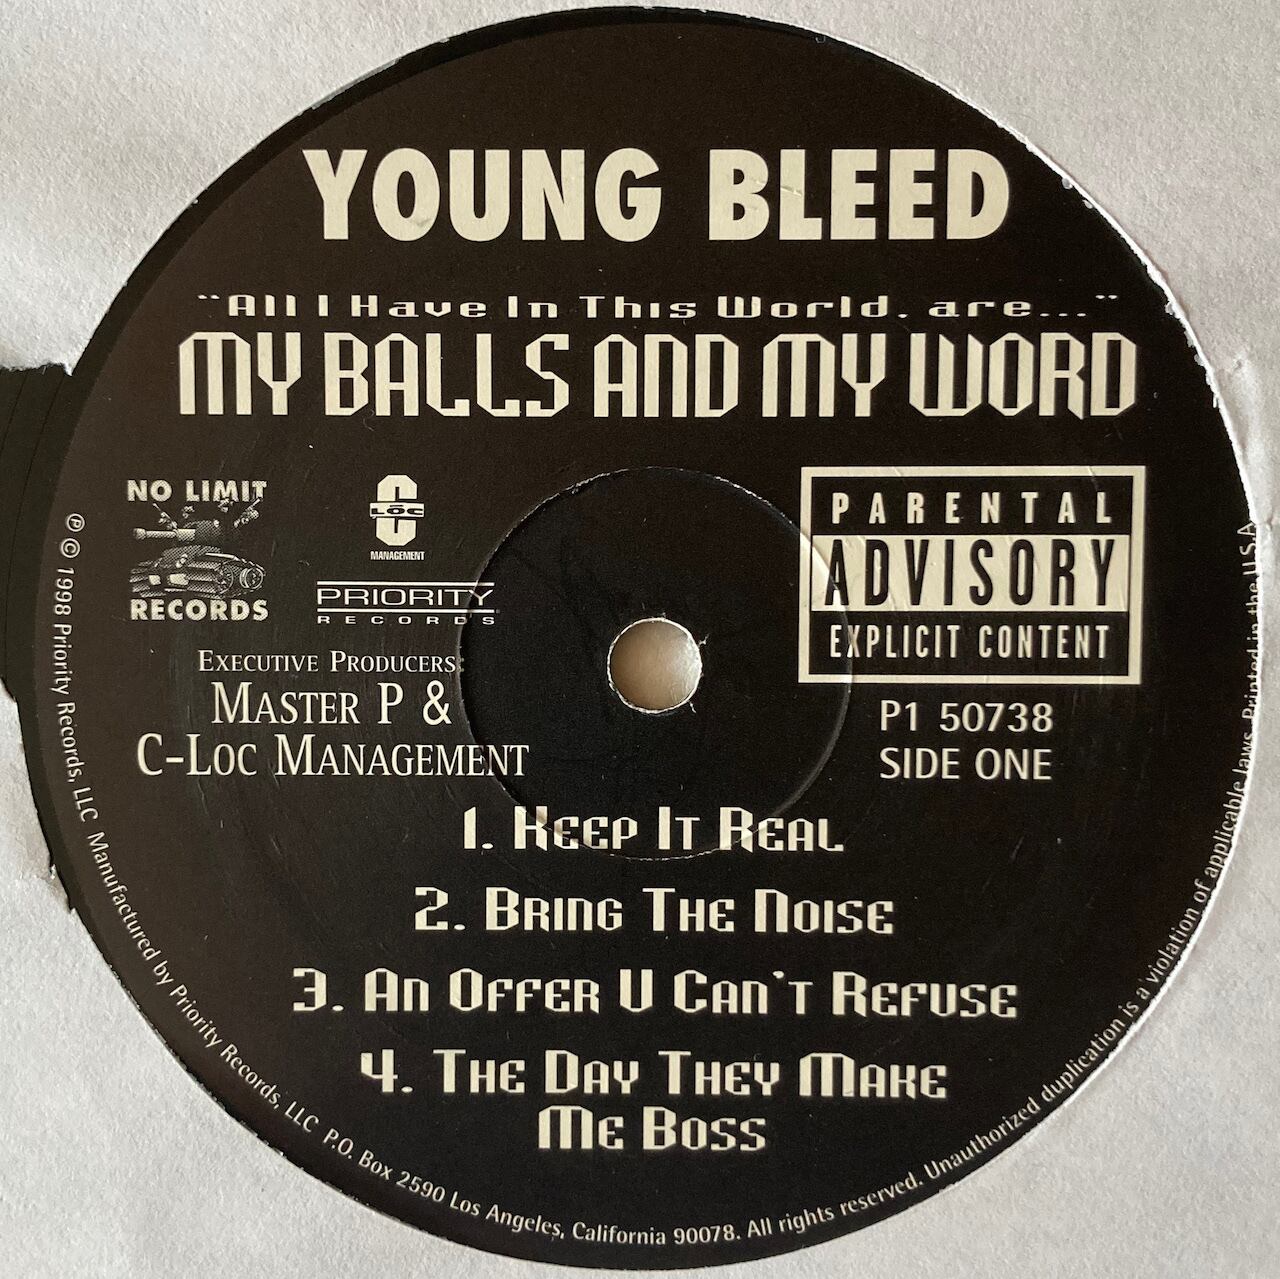 YOUNG BLEED
"All I Have In This World, are..."
MY BALLS AND MY WORD
NO LIMIT
RECORDS
C
LOC
MANAGEMENT
PRIORITY
RECORDS
EXECUTIVE PRODUCERS:
MASTER P &
C-LOC MANAGEMENT
PARENTAL
ADVISORY
EXPLICIT CONTENT
P1 50738
SIDE ONE
1. KEEP IT REAL
2. BRING THE NOISE
3. AN OFFER U CAN'T REFUSE
4. THE DAY THEY MAKE
ME BOSS
℗ © 1998 Priority Records, LLC Manufactured by Priority Records, LLC P.O. Box 2590 Los Angeles, California 90078. All rights reserved. Unauthorized duplication is a violation of applicable laws. Printed in the U.S.A.